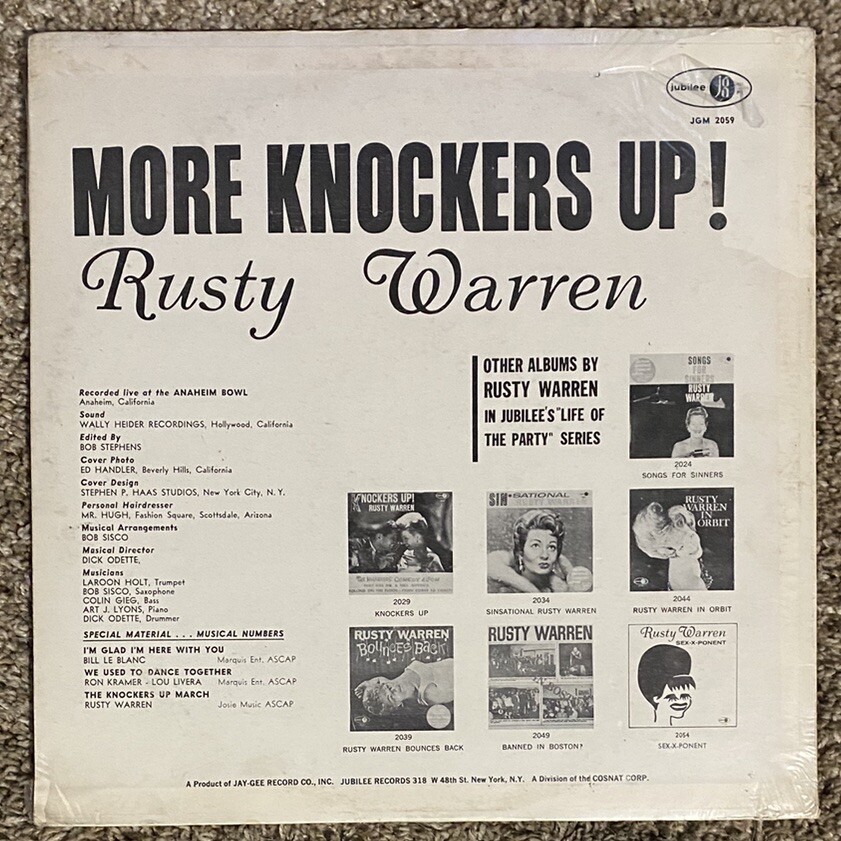 jubilee jg
JGM 2059
MORE KNOCKERS UP!
Rusty Warren
Recorded live at the ANAHEIM BOWL
Anaheim, California
Sound
WALLY HEIDER RECORDINGS, Hollywood, California
Edited By
BOB STEPHENS
Cover Photo
ED HANDLER, Beverly Hills, California
Cover Design
STEPHEN P. HAAS STUDIOS, New York City, N. Y.
Personal Hairdresser
MR. HUGH, Fashion Square, Scottsdale, Arizona
Musical Arrangements
BOB SISCO
Musical Director
DICK ODETTE,
Musicians
LAROON HOLT, Trumpet
BOB SISCO, Saxophone
COLIN GIEG, Bass
ART J. LYONS, Piano
DICK ODETTE, Drummer
SPECIAL MATERIAL . . . MUSICAL NUMBERS
I'M GLAD I'M HERE WITH YOU
BILL LE BLANC Marquis Ent. ASCAP
WE USED TO DANCE TOGETHER
RON KRAMER - LOU LIVERA Marquis Ent. ASCAP
THE KNOCKERS UP MARCH
RUSTY WARREN Josie Music ASCAP
OTHER ALBUMS BY
RUSTY WARREN
IN JUBILEE'S "LIFE OF
THE PARTY" SERIES
SONGS
FOR
SINNERS
RUSTY
WARREN
2024
SONGS FOR SINNERS
KNOCKERS UP!
RUSTY WARREN
2029
KNOCKERS UP
SIN-SATIONAL
RUSTY WARREN
2034
SINSATIONAL RUSTY WARREN
RUSTY
WARREN
IN
ORBIT
2044
RUSTY WARREN IN ORBIT
RUSTY WARREN
Bounces Back
2039
RUSTY WARREN BOUNCES BACK
RUSTY WARREN
2049
BANNED IN BOSTON?
Rusty Warren
SEX-X-PONENT
2054
SEX-X-PONENT
A Product of JAY-GEE RECORD CO., INC. JUBILEE RECORDS 318 W 48th St. New York, N.Y. A Division of the COSNAT CORP.